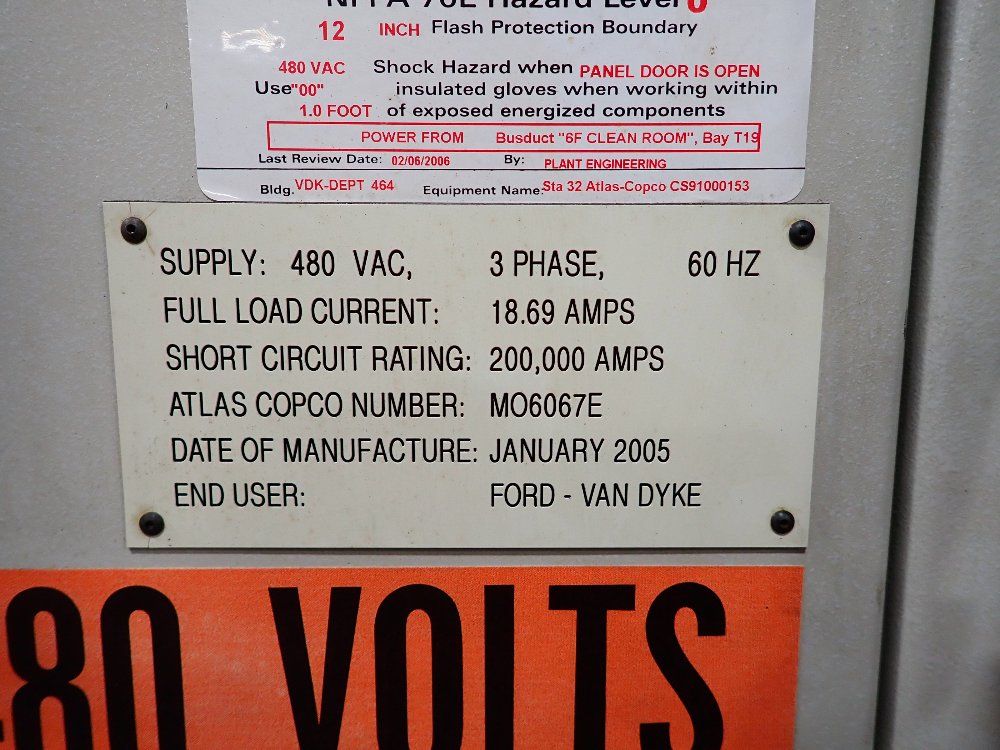 NFPA 70E Hazard Level 0
12 INCH Flash Protection Boundary
480 VAC Shock Hazard when PANEL DOOR IS OPEN
Use "00" insulated gloves when working within
1.0 FOOT of exposed energized components
POWER FROM Busduct "6F CLEAN ROOM", Bay T19
Last Review Date: 02/06/2006 By: PLANT ENGINEERING
Bldg. VDK-DEPT 464 Equipment Name: Sta 32 Atlas-Copco CS91000153
SUPPLY: 480 VAC, 3 PHASE, 60 HZ
FULL LOAD CURRENT: 18.69 AMPS
SHORT CIRCUIT RATING: 200,000 AMPS
ATLAS COPCO NUMBER: MO6067E
DATE OF MANUFACTURE: JANUARY 2005
END USER: FORD - VAN DYKE
480 VOLTS